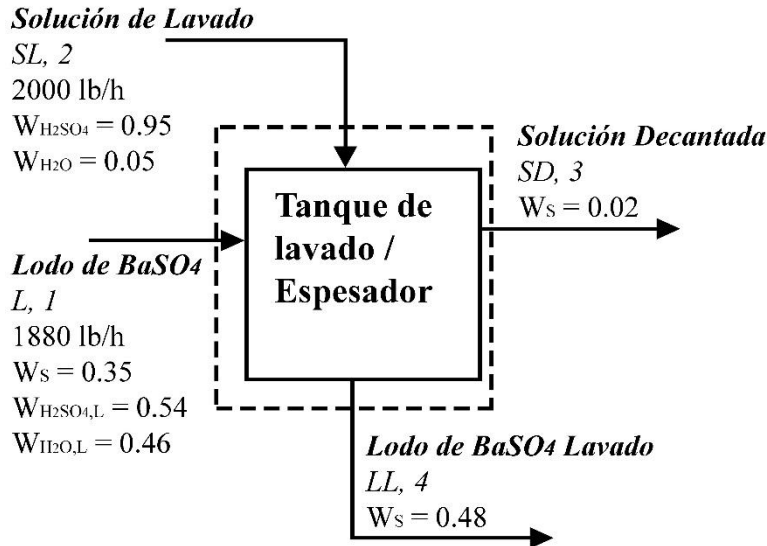 Solución de Lavado
SL, 2
2000 lb/h
WH2SO4 = 0.95
WH2O = 0.05
Tanque de
lavado /
Espesador
Solución Decantada
SD, 3
WS = 0.02
Lodo de BaSO4
L, 1
1880 lb/h
WS = 0.35
WH2SO4,L = 0.54
WH2O,L = 0.46
Lodo de BaSO4 Lavado
LL, 4
WS = 0.48